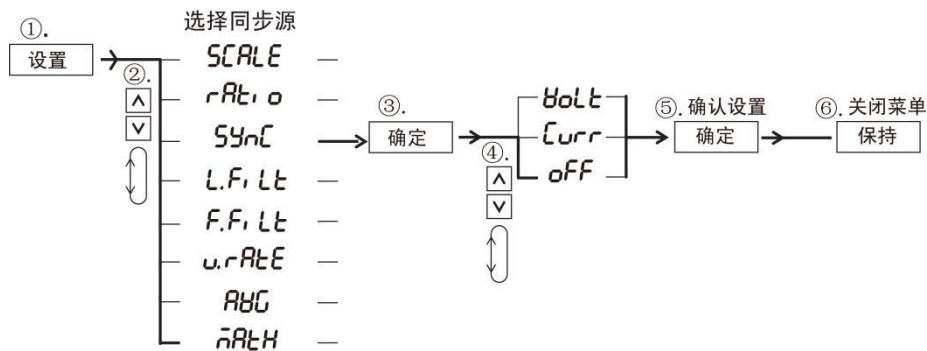 ①.
设置
②.
选择同步源
SCALE
rAtio
SYnC
L.FiLt
F.FiLt
u.rAtE
AVG
mAtH
③.
确定
④.
VoLt
Curr
oFF
⑤. 确认设置
确定
⑥. 关闭菜单
保持